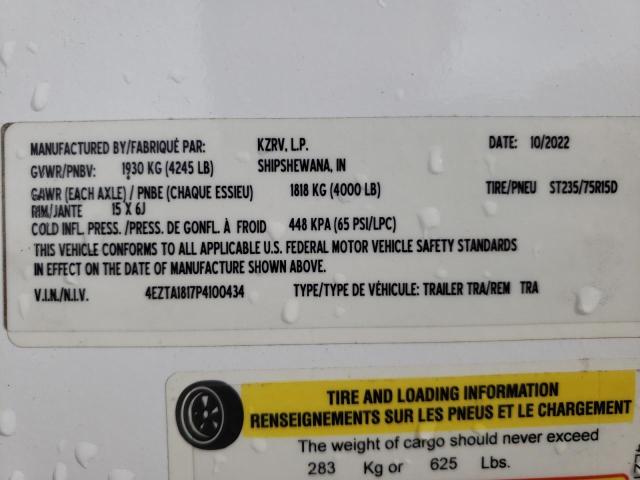 MANUFACTURED BY/FABRIQUÉ PAR: KZRV, L.P. DATE: 10/2022
GVWR/PNBV: 1930 KG (4245 LB) SHIPSHEWANA, IN
GAWR (EACH AXLE) / PNBE (CHAQUE ESSIEU) 1818 KG (4000 LB) TIRE/PNEU ST235/75R15D
RIM/JANTE 15 X 6J
COLD INFL. PRESS. /PRESS. DE GONFL. À FROID 448 KPA (65 PSI/LPC)
THIS VEHICLE CONFORMS TO ALL APPLICABLE U.S. FEDERAL MOTOR VEHICLE SAFETY STANDARDS
IN EFFECT ON THE DATE OF MANUFACTURE SHOWN ABOVE.
V.I.N./N.I.V. 4EZTA1817P4100434 TYPE/TYPE DE VÉHICULE: TRAILER TRA/REM TRA
TIRE AND LOADING INFORMATION
RENSEIGNEMENTS SUR LES PNEUS ET LE CHARGEMENT
The weight of cargo should never exceed
283 Kg or 625 Lbs.